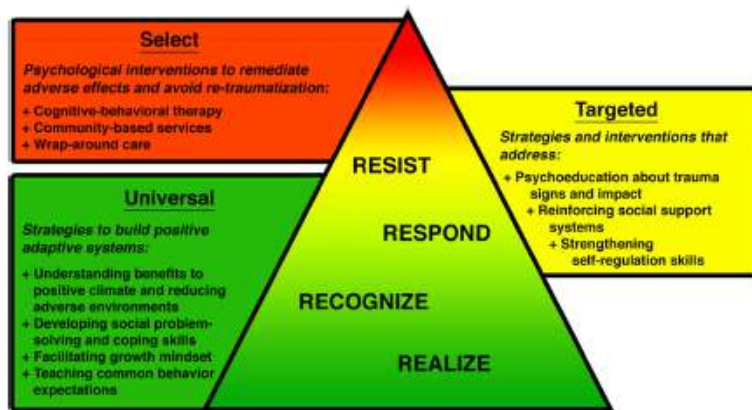 Select
Psychological interventions to remediate
adverse effects and avoid re-traumatization:
+ Cognitive-behavioral therapy
+ Community-based services
+ Wrap-around care
Universal
Strategies to build positive
adaptive systems:
+ Understanding benefits to
positive climate and reducing
adverse environments
+ Developing social problem-
solving and coping skills
+ Facilitating growth mindset
+ Teaching common behavior
expectations
RESIST
RESPOND
RECOGNIZE
REALIZE
Targeted
Strategies and interventions that
address:
+ Psychoeducation about trauma
signs and impact
+ Reinforcing social support
systems
+ Strengthening
self-regulation skills